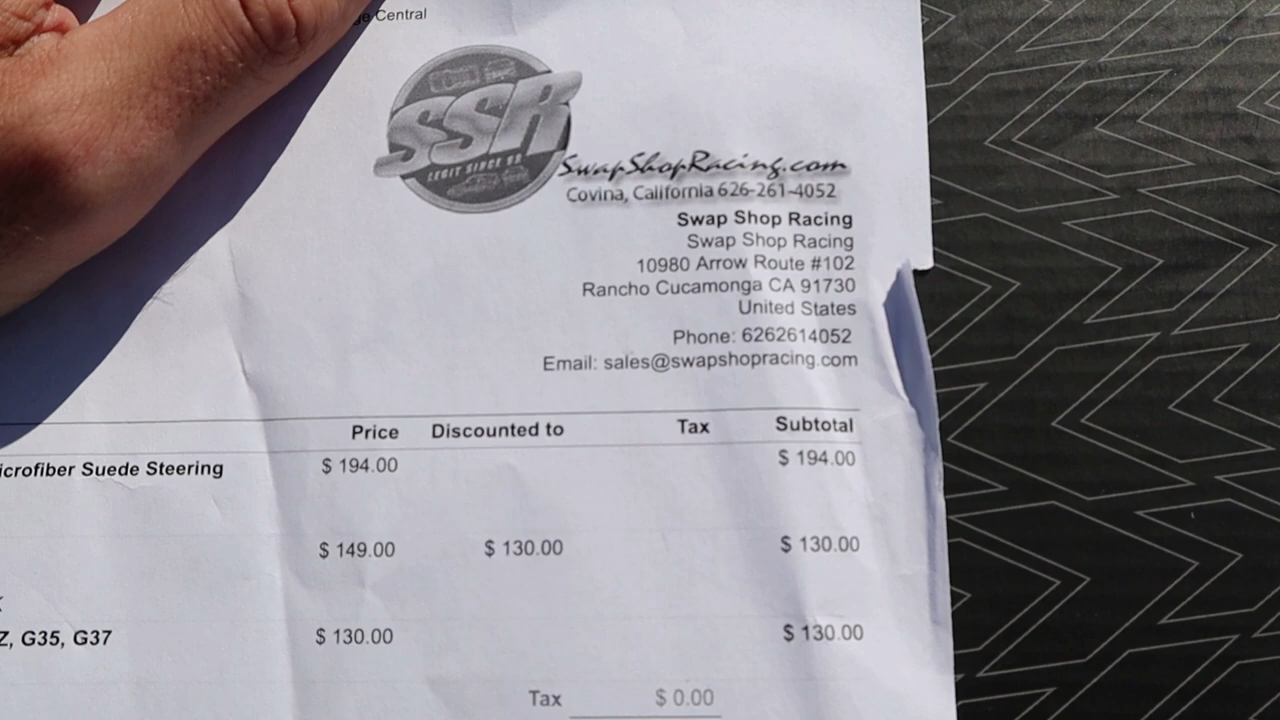 ge Central
SSR
LEGIT SINCE 98
SwapShopRacing.com
Covina, California 626-261-4052
Swap Shop Racing
Swap Shop Racing
10980 Arrow Route #102
Rancho Cucamonga CA 91730
United States
Phone: 6262614052
Email: sales@swapshopracing.com
Price Discounted to Tax Subtotal
icrofiber Suede Steering $ 194.00 $ 194.00
$ 149.00 $ 130.00 $ 130.00
Z, G35, G37 $ 130.00 $ 130.00
Tax $ 0.00